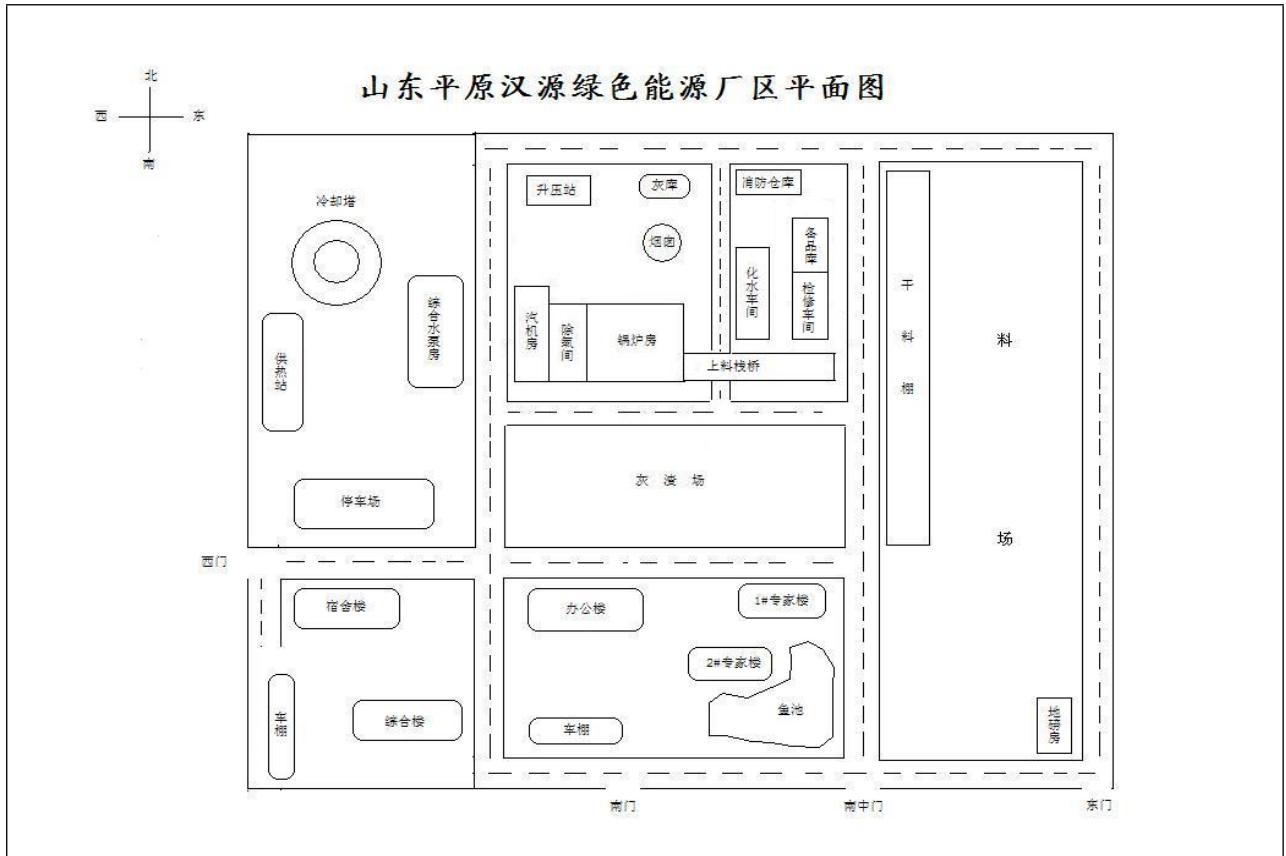 山东平原汉源绿色能源厂区平面图
北
西
东
南
冷却塔
升压站
灰库
消防仓库
烟囱
备品库
化水车间
检修车间
综合水泵房
汽机房
除氧间
锅炉房
上料栈桥
供热站
干料棚
料场
停车场
灰渣场
西门
宿舍楼
办公楼
1#专家楼
2#专家楼
车棚
综合楼
车棚
鱼池
地磅房
南门
南中门
东门